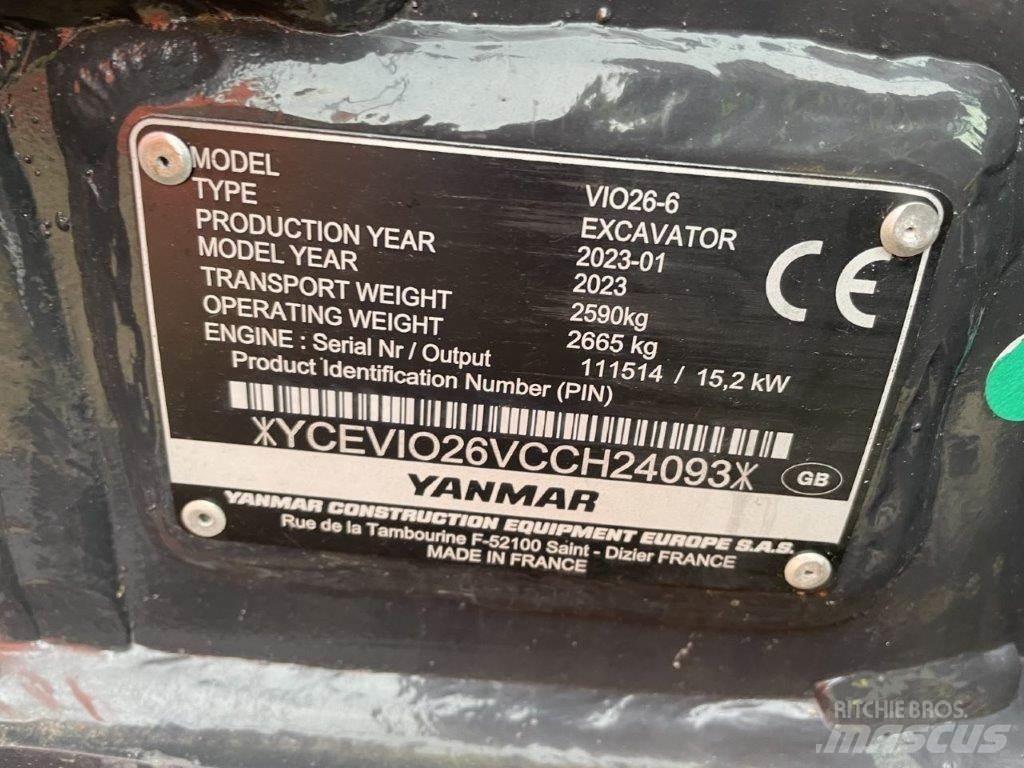 MODEL VIO26-6
TYPE EXCAVATOR
PRODUCTION YEAR 2023-01
MODEL YEAR 2023
TRANSPORT WEIGHT 2590kg
OPERATING WEIGHT 2665 kg
ENGINE : Serial Nr / Output 111514 / 15,2 kW
Product Identification Number (PIN)
YCEVIO26VCCH24093
GB
CE
YANMAR
YANMAR CONSTRUCTION EQUIPMENT EUROPE S.A.S.
Rue de la Tambourine F-52100 Saint - Dizier FRANCE
MADE IN FRANCE
RITCHIE BROS.
mascus